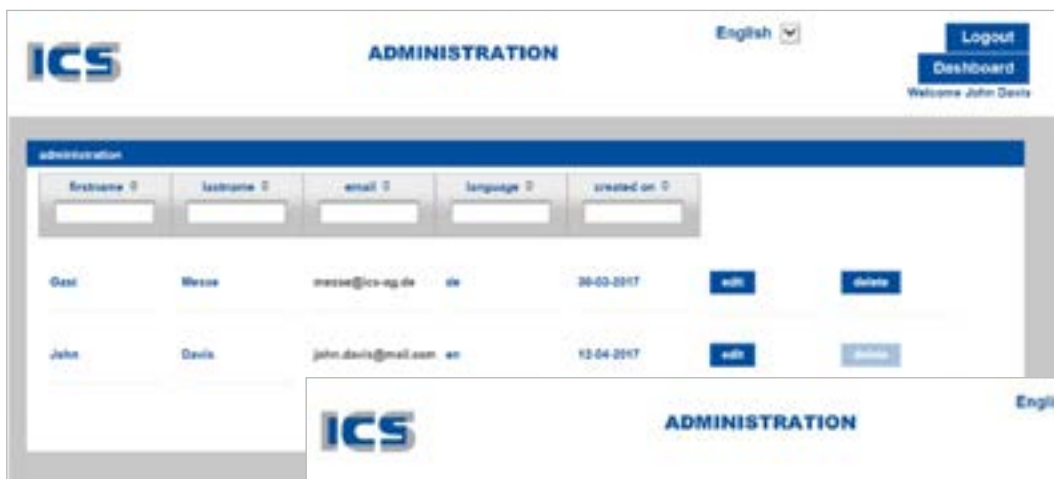 ICS
ADMINISTRATION
English
Logout
Dashboard
Welcome John Davis
administration
firstname lastname email language created on
Gast Messe messe@ics-ag.de de 30-03-2017 edit delete
John Davis john.davis@mail.com en 12-04-2017 edit delete
ICS
ADMINISTRATION
Engli